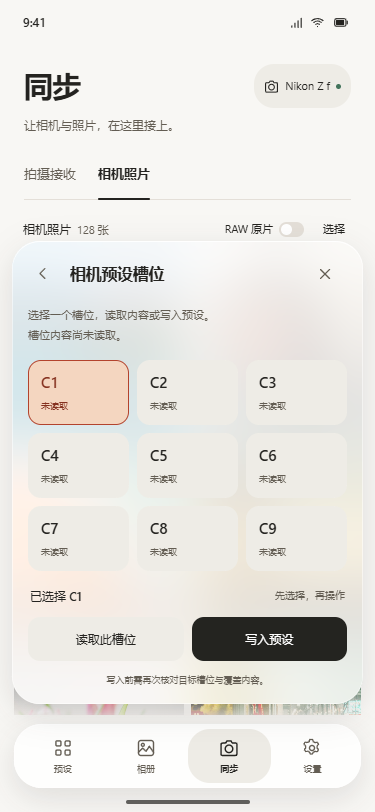 9:41
同步
Nikon Z f
让相机与照片，在这里接上。
拍摄接收 相机照片
相机照片 128 张 RAW 原片 选择
相机预设槽位
选择一个槽位，读取内容或写入预设。
槽位内容尚未读取。
C1 C2 C3
未读取 未读取 未读取
C4 C5 C6
未读取 未读取 未读取
C7 C8 C9
未读取 未读取 未读取
已选择 C1 先选择，再操作
读取此槽位 写入预设
写入前需再次核对目标槽位与覆盖内容。
预设 相册 同步 设置